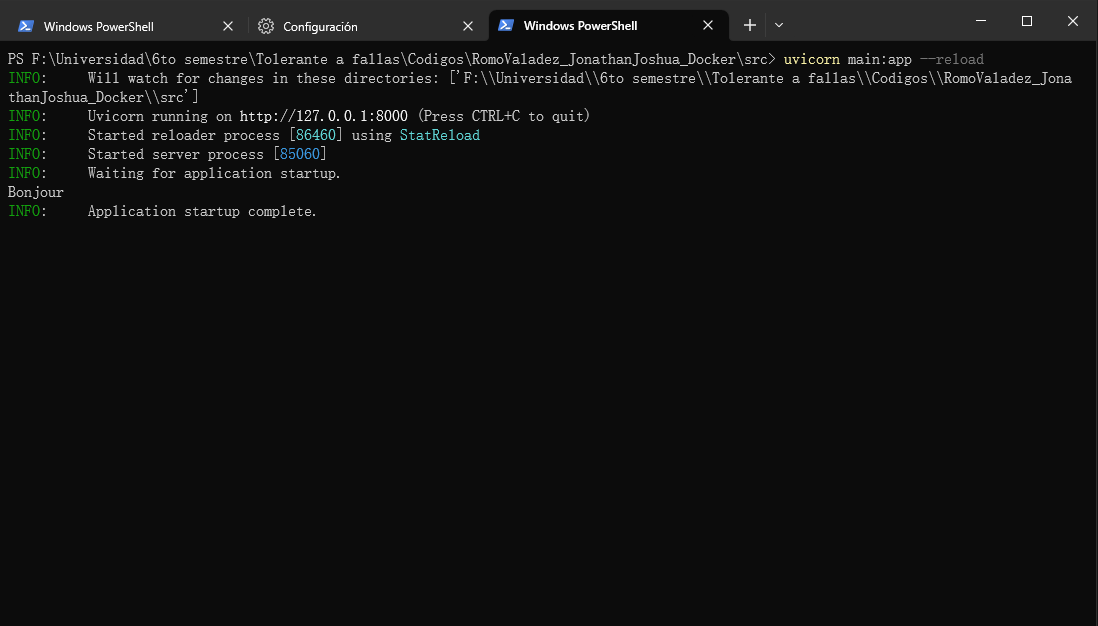 Windows PowerShell
Configuración
Windows PowerShell
PS F:\Universidad\6to semestre\Tolerante a fallas\Codigos\RomoValadez_JonathanJoshua_Docker\src> uvicorn main:app --reload
INFO:     Will watch for changes in these directories: ['F:\\Universidad\\6to semestre\\Tolerante a fallas\\Codigos\\RomoValadez_Jona
thanJoshua_Docker\\src']
INFO:     Uvicorn running on http://127.0.0.1:8000 (Press CTRL+C to quit)
INFO:     Started reloader process [86460] using StatReload
INFO:     Started server process [85060]
INFO:     Waiting for application startup.
Bonjour
INFO:     Application startup complete.